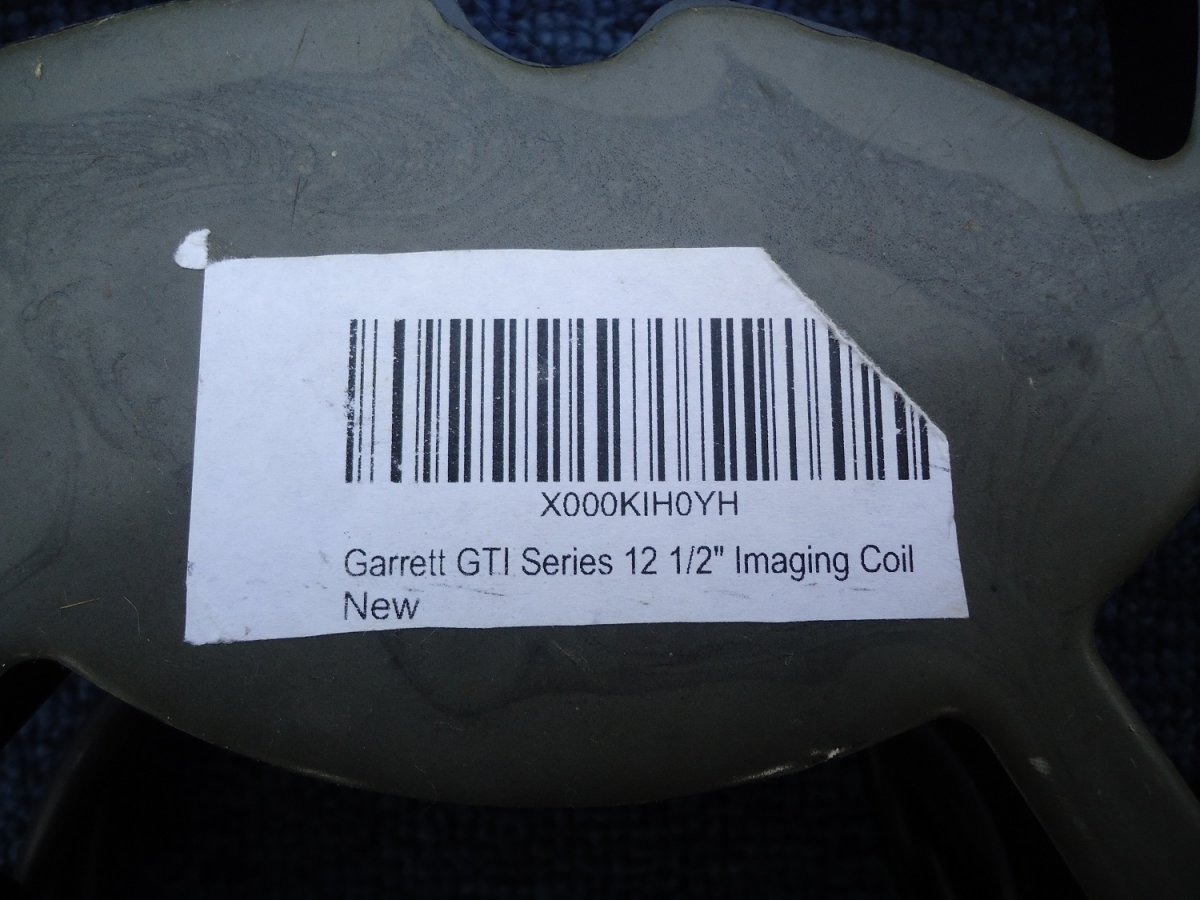 X000KIH0YH
Garrett GTI Series 12 1/2" Imaging Coil
New